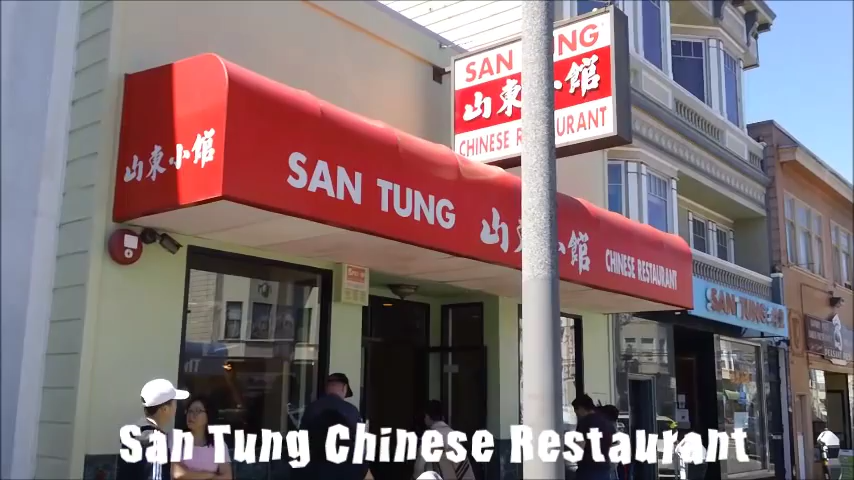 SAN TUNG
山東小館
CHINESE RESTAURANT
山東小館
SAN TUNG
山東小館
CHINESE RESTAURANT
SAN TUNG
San Tung Chinese Restaurant